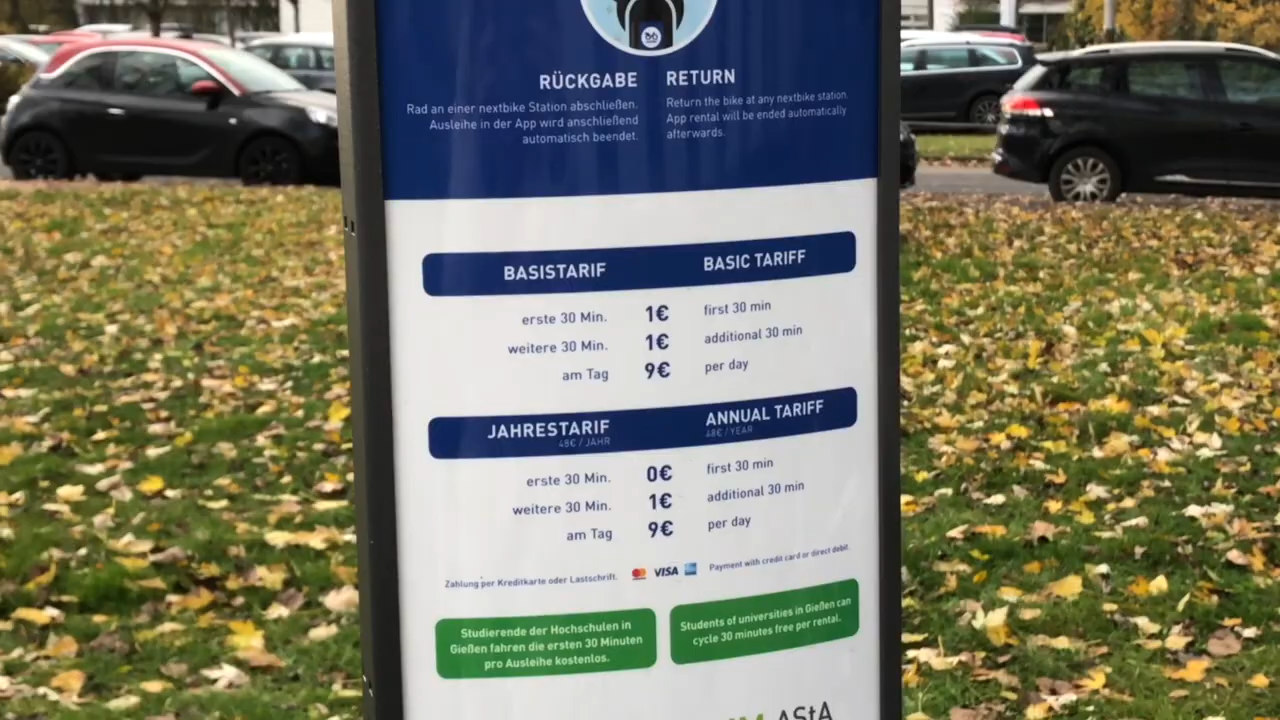 RÜCKGABE
Rad an einer nextbike Station abschließen.
Ausleihe in der App wird anschließend
automatisch beendet.
RETURN
Return the bike at any nextbike station.
App rental will be ended automatically
afterwards.
BASISTARIF BASIC TARIFF
erste 30 Min. 1€ first 30 min
weitere 30 Min. 1€ additional 30 min
am Tag 9€ per day
JAHRESTARIF ANNUAL TARIFF
48€ / JAHR 48€ / YEAR
erste 30 Min. 0€ first 30 min
weitere 30 Min. 1€ additional 30 min
am Tag 9€ per day
Zahlung per Kreditkarte oder Lastschrift. VISA Payment with credit card or direct debit.
Studierende der Hochschulen in
Gießen fahren die ersten 30 Minuten
pro Ausleihe kostenlos.
Students of universities in Gießen can
cycle 30 minutes free per rental.
AStA